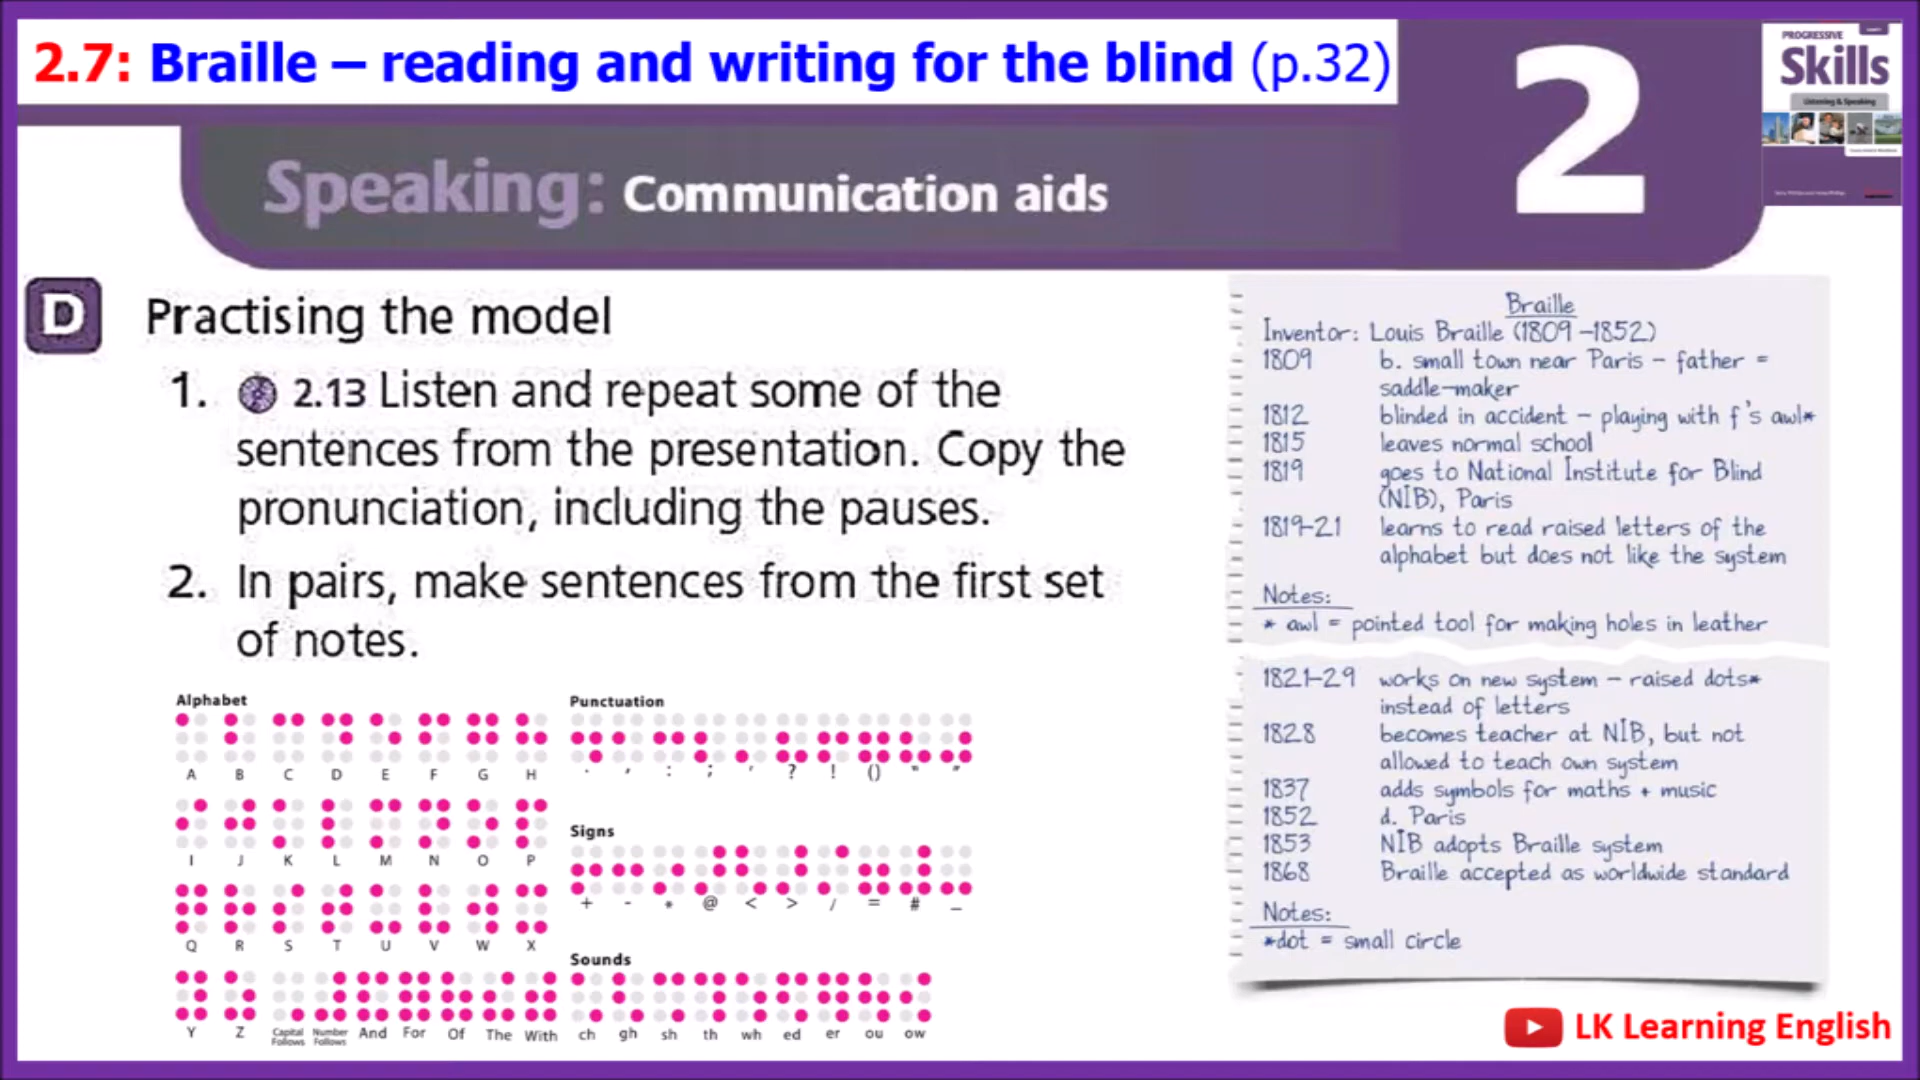 2.7: Braille – reading and writing for the blind (p.32)
2
PROGRESSIVE
Skills
Listening & Speaking
Speaking: Communication aids
D Practising the model
1. 2.13 Listen and repeat some of the
sentences from the presentation. Copy the
pronunciation, including the pauses.
2. In pairs, make sentences from the first set
of notes.
Braille
Inventor: Louis Braille (1809 – 1852)
1809 b. small town near Paris – father =
saddle-maker
1812 blinded in accident – playing with f's awl*
1815 leaves normal school
1819 goes to National Institute for Blind
(NIB), Paris
1819-21 learns to read raised letters of the
alphabet but does not like the system
Notes:
* awl = pointed tool for making holes in leather
1821-29 works on new system – raised dots*
instead of letters
1828 becomes teacher at NIB, but not
allowed to teach own system
1837 adds symbols for maths + music
1852 d. Paris
1853 NIB adopts Braille system
1868 Braille accepted as worldwide standard
Notes:
*dot = small circle
Alphabet
A B C D E F G H
I J K L M N O P
Q R S T U V W X
Y Z Capital Follows Number Follows And For Of The With
Punctuation
. , : ; ' ? ! () “ ”
Signs
+ - * @ < > / = # _
Sounds
ch gh sh th wh ed er ou ow
LK Learning English